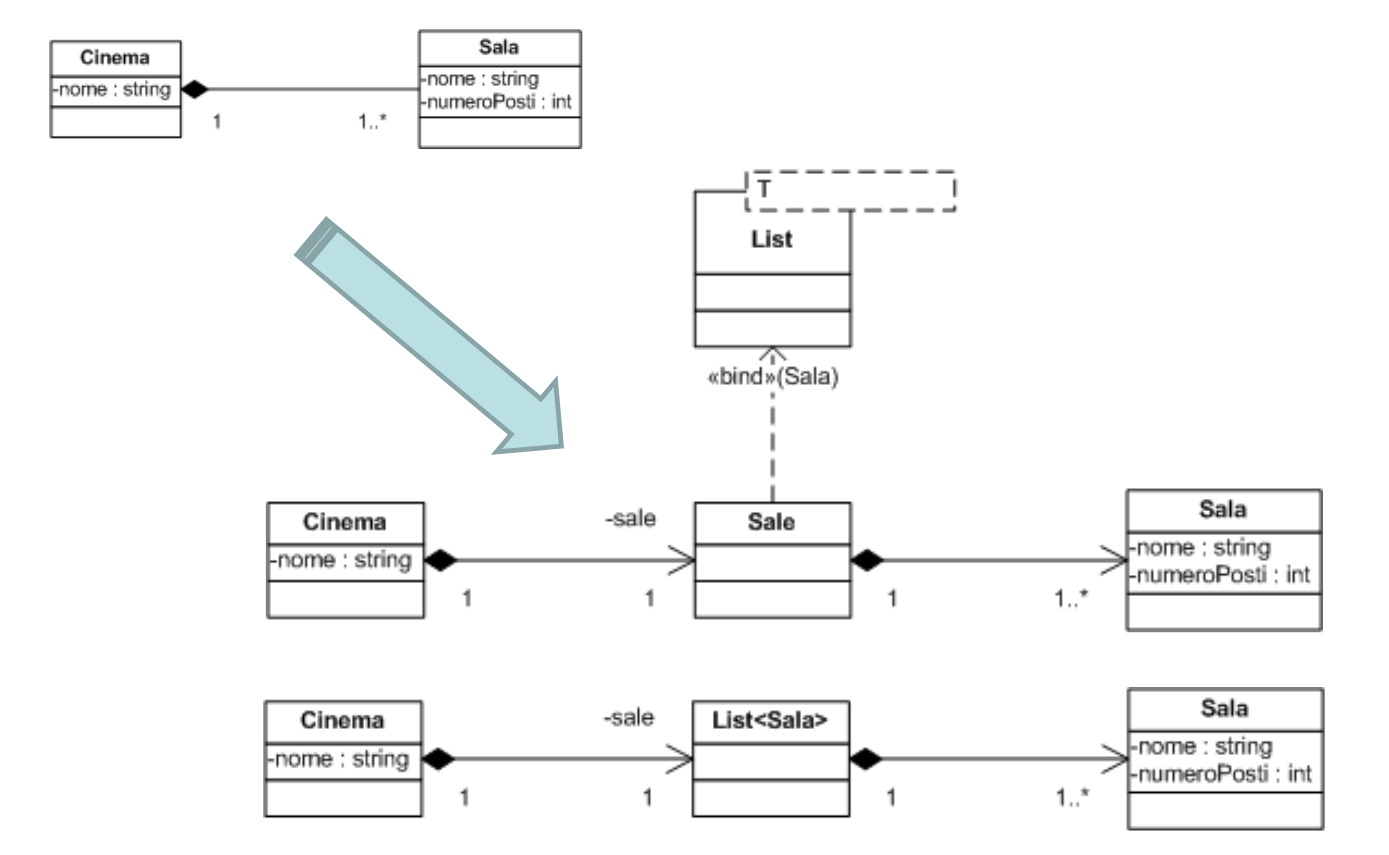 Cinema
-nome : string
1
1..*
Sala
-nome : string
-numeroPosti : int
T
List
«bind»(Sala)
Cinema
-nome : string
1
-sale
1
Sale
1
1..*
Sala
-nome : string
-numeroPosti : int
Cinema
-nome : string
1
-sale
1
List<Sala>
1
1..*
Sala
-nome : string
-numeroPosti : int